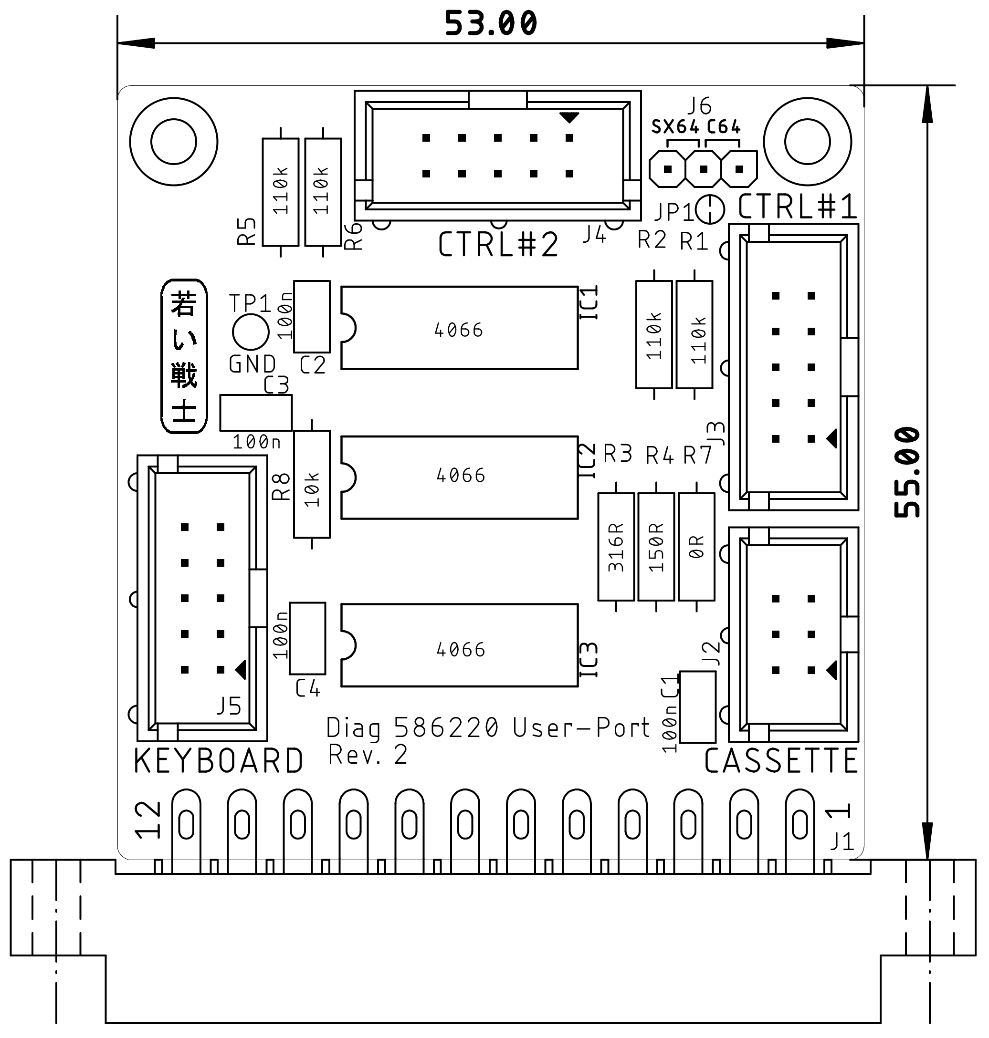 53.00
J6
SX64 C64
110k
110k
R5
R6
JP1
CTRL#1
CTRL#2
J4
R2
R1
若い戦士
TP1
GND
100n
C2
4066
IC1
110k
110k
C3
100n
J3
55.00
R8
10k
4066
IC2
R3
R4
R7
316R
150R
0R
100n
C4
4066
IC3
J2
J5
C1
100n
Diag 586220 User-Port
Rev. 2
KEYBOARD
CASSETTE
12
1
J1